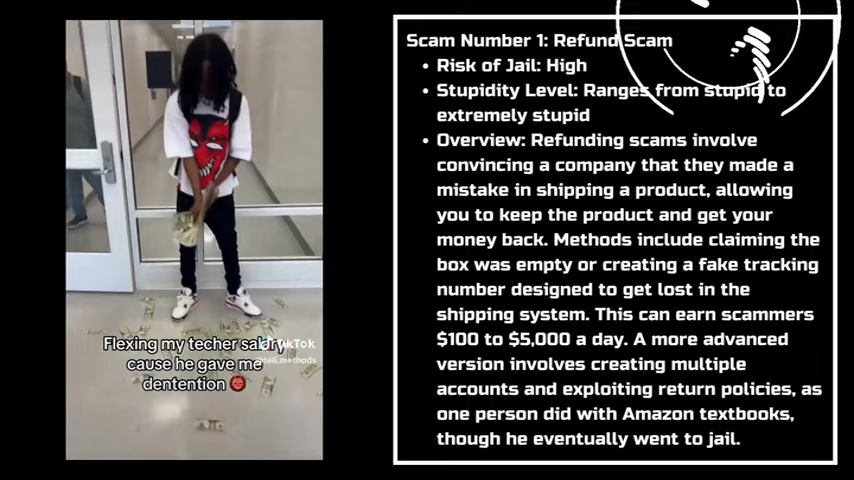 Flexing my techer salary
cause he gave me
dentention
TikTok
@teli.methods
Scam Number 1: Refund Scam
• Risk of Jail: High
• Stupidity Level: Ranges from stupid to
extremely stupid
• Overview: Refunding scams involve
convincing a company that they made a
mistake in shipping a product, allowing
you to keep the product and get your
money back. Methods include claiming the
box was empty or creating a fake tracking
number designed to get lost in the
shipping system. This can earn scammers
$100 to $5,000 a day. A more advanced
version involves creating multiple
accounts and exploiting return policies, as
one person did with Amazon textbooks,
though he eventually went to jail.